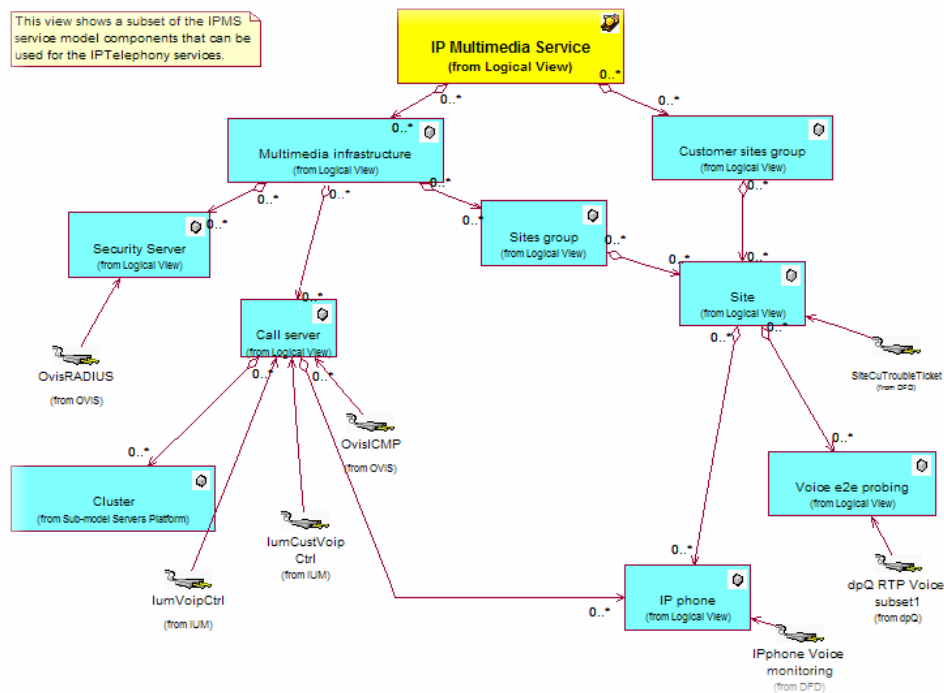 This view shows a subset of the IPMS
service model components that can be
used for the IPTelephony services.
IP Multimedia Service
(from Logical View)
0..*
0..*
0..*
0..*
Multimedia infrastructure
(from Logical View)
Customer sites group
(from Logical View)
0..*
0..*
0..*
0..*
0..*
0..*
Security Server
(from Logical View)
Sites group
(from Logical View)
0..*
0..*
0..*
Site
(from Logical View)
0..*
0..*
0..*
Call server
(from Logical View)
0..*
0..*
OvisRADIUS
(from OVIS)
SiteCuTroubleTicket
(from DFD)
OvisICMP
(from OVIS)
0..*
0..*
Cluster
(from Sub-model Servers Platform)
Voice e2e probing
(from Logical View)
IumCustVoip
Ctrl
(from IUM)
IumVoipCtrl
(from IUM)
0..*
0..*
IP phone
(from Logical View)
dpQ RTP Voice
subset1
(from dpQ)
IPphone Voice
monitoring
(from DFD)